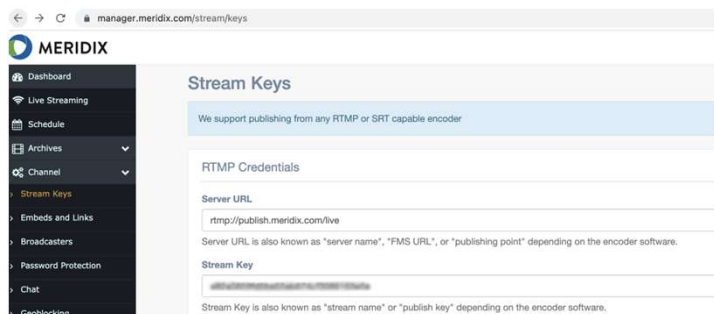 manager.meridix.com/stream/keys
MERIDIX
Dashboard
Live Streaming
Schedule
Archives
Channel
Stream Keys
Embeds and Links
Broadcasters
Password Protection
Chat
Geoblocking
Stream Keys
We support publishing from any RTMP or SRT capable encoder
RTMP Credentials
Server URL
rtmp://publish.meridix.com/live
Server URL is also known as "server name", "FMS URL", or "publishing point" depending on the encoder software.
Stream Key
Stream Key is also known as "stream name" or "publish key" depending on the encoder software.